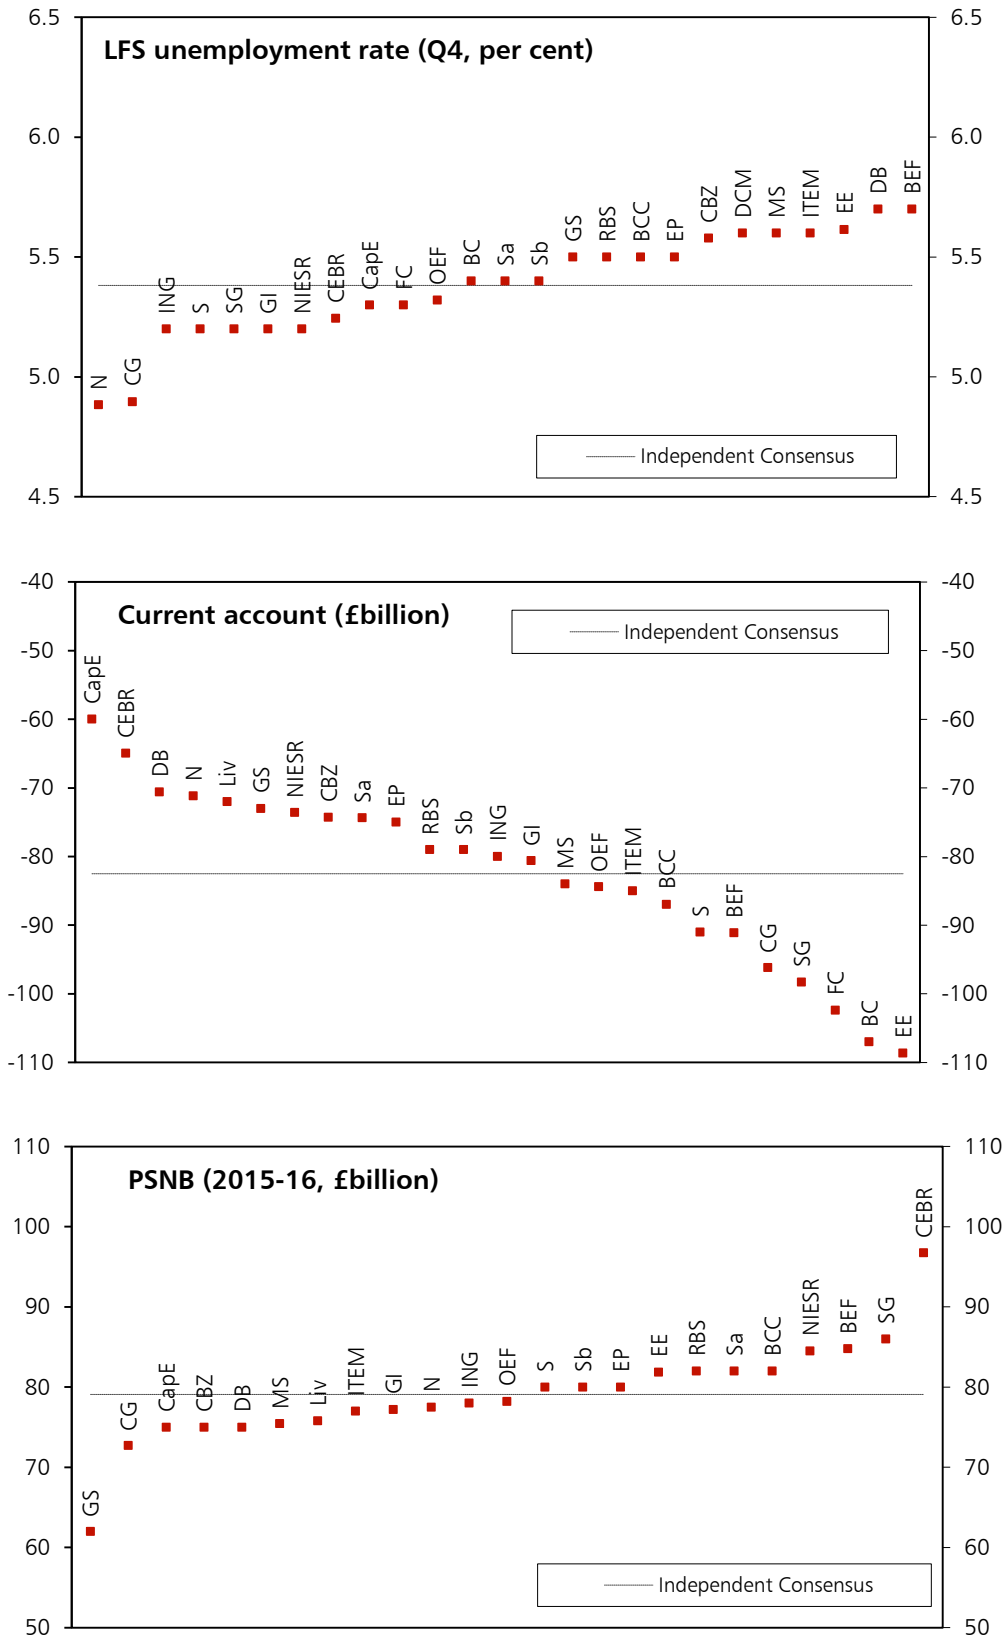 6.5 6.5
LFS unemployment rate (Q4, per cent)
6.0 6.0
5.5 5.5
5.0 5.0
4.5 4.5
N CG ING S SG GI NIESR CEBR CapE FC OEF BC Sa Sb GS RBS BCC EP CBZ DCM MS ITEM EE DB BEF
Independent Consensus
-40 -40
Current account (£billion)
Independent Consensus
-50 -50
-60 -60
-70 -70
-80 -80
-90 -90
-100 -100
-110 -110
CapE CEBR DB N Liv GS NIESR CBZ Sa EP RBS Sb ING GI MS OEF ITEM BCC S BEF CG SG FC BC EE
110 110
PSNB (2015-16, £billion)
100 100
90 90
80 80
70 70
60 60
50 50
GS CG CapE CBZ DB MS Liv ITEM GI N ING OEF S Sb EP EE RBS Sa BCC NIESR BEF SG CEBR
Independent Consensus